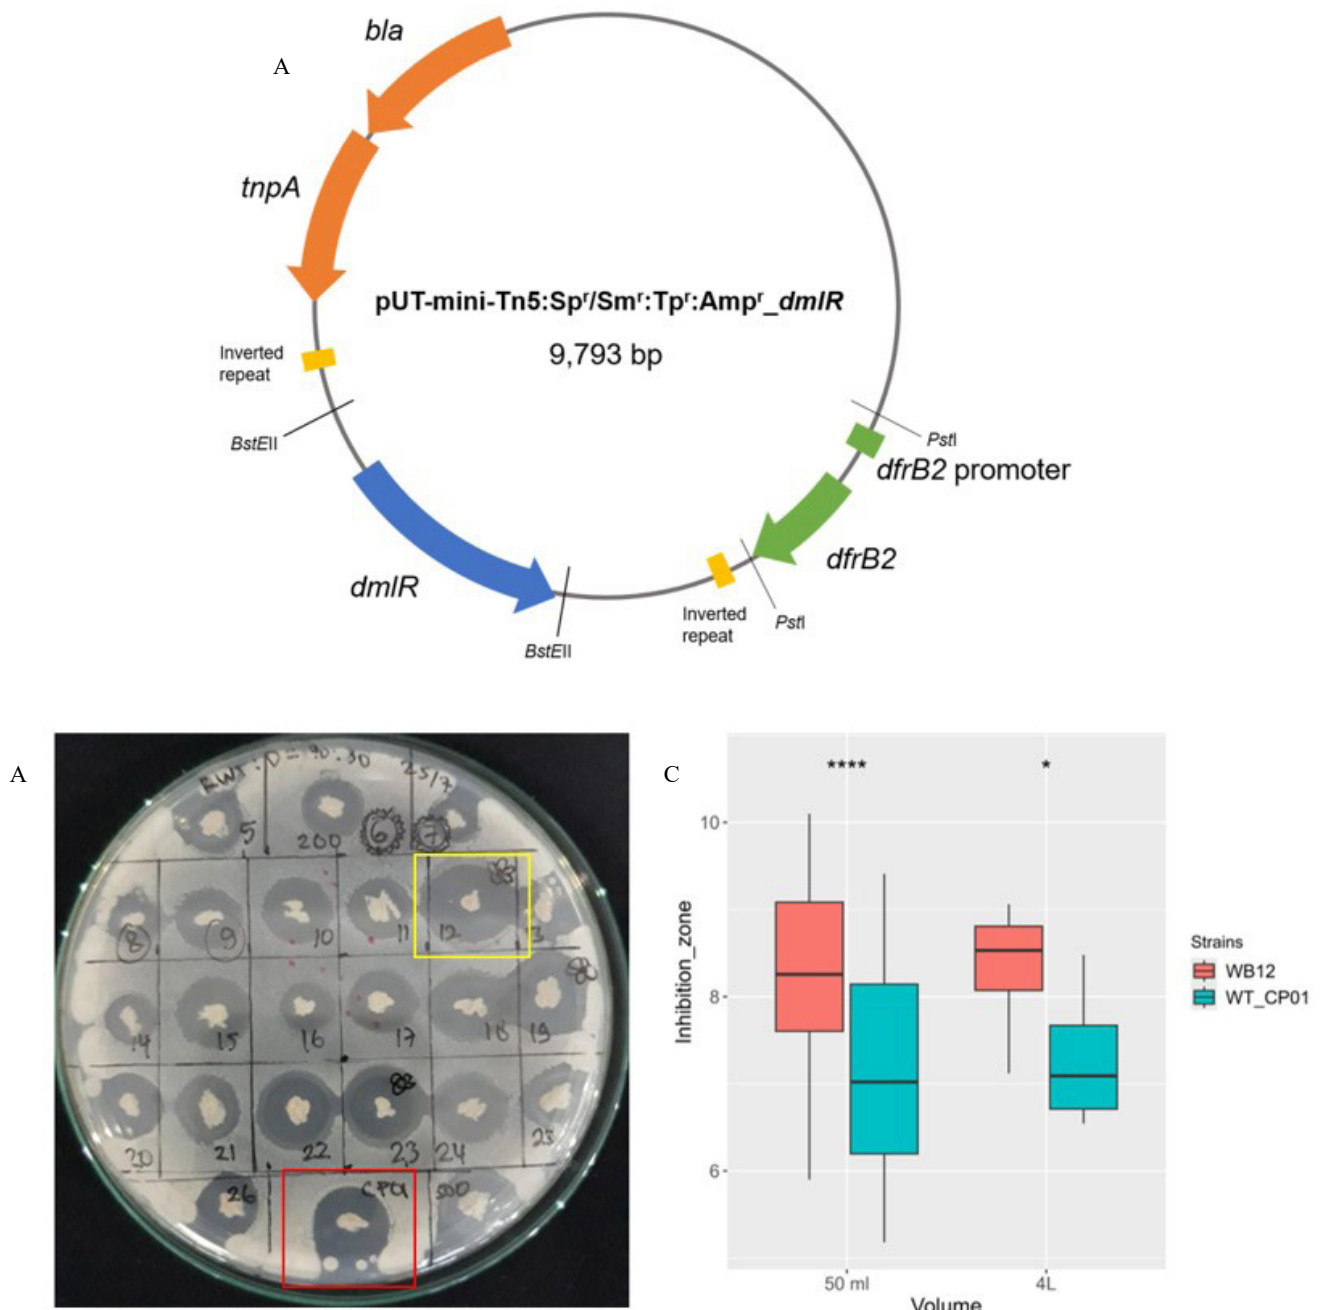 bla
A
tnpA
pUT-mini-Tn5:Spʳ/Smʳ:Tpʳ:Ampʳ_dmlR
9,793 bp
Inverted
repeat
BstEII
PstI
dfrB2 promoter
dfrB2
dmlR
Inverted
repeat
PstI
BstEII
A
25/7
5
200
6
7
8
9
10
11
12
13
14
15
16
17
18
19
20
21
22
23
24
26
CP01
C
****
*
10
8
6
Inhibition_zone
50 ml
4L
Volume
Strains
WB12
WT_CP01